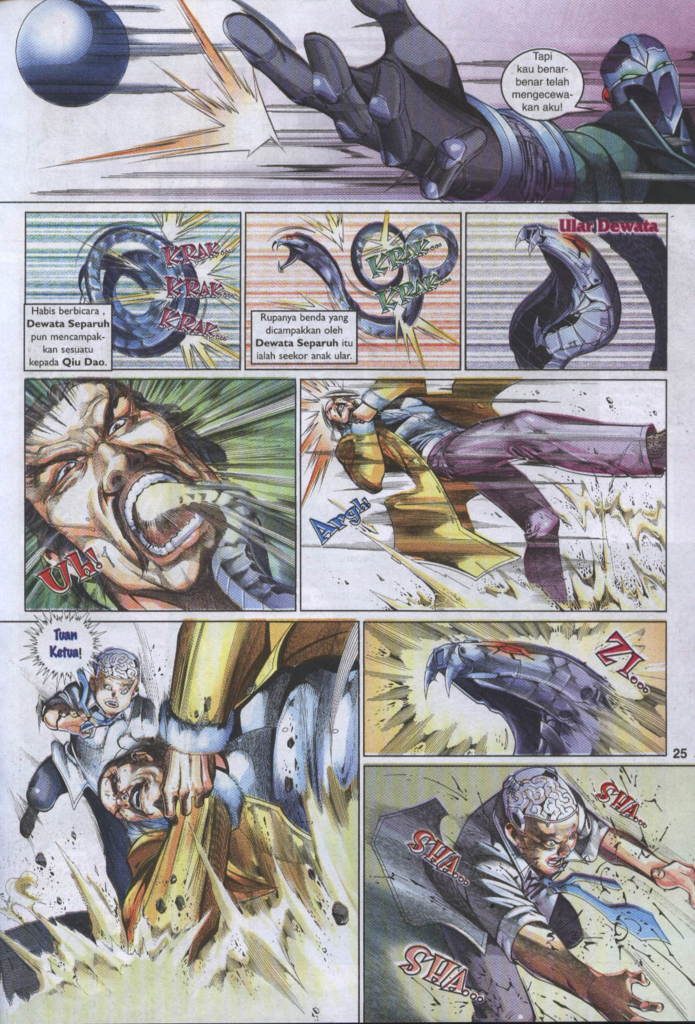 Tapi
kau benar-
benar telah
mengecewa-
kan aku!
KRAK...
KRAK...
KRAK...
Habis berbicara ,
Dewata Separuh
pun mencampak-
kan sesuatu
kepada Qiu Dao.
KRAK...
KRAK...
Rupanya benda yang
dicampakkan oleh
Dewata Separuh itu
ialah seekor anak ular.
Ular Dewata
Uh!
Argh!
Tuan
Ketua!
ZI...
25
SHA...
SHA...
SHA...